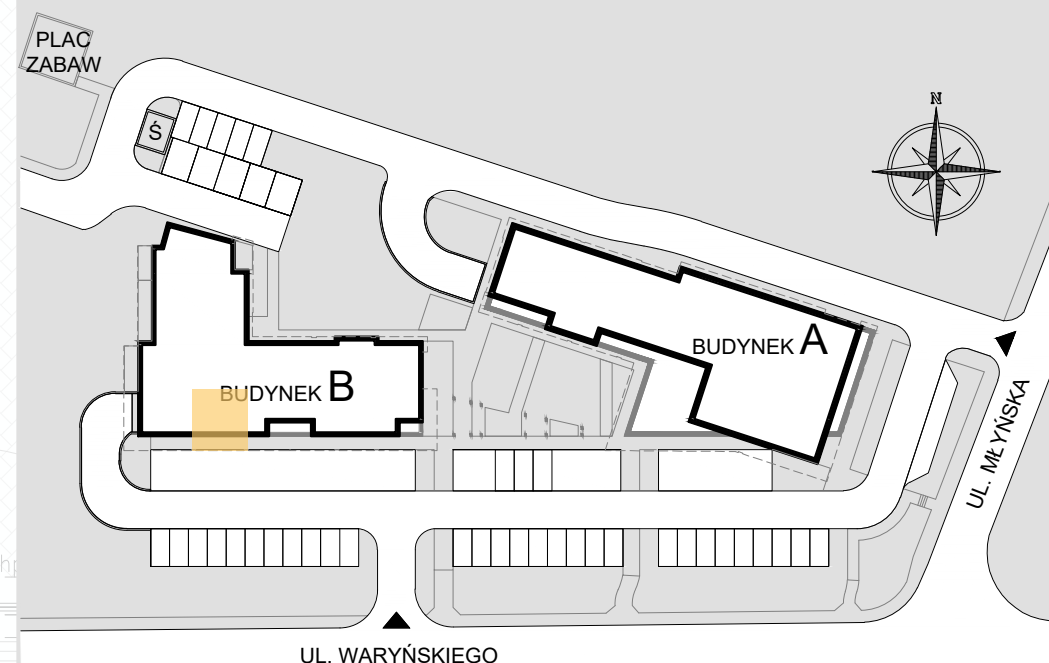 PLAC
ZABAW
Ś
N
BUDYNEK A
BUDYNEK B
UL. MŁYŃSKA
UL. WARYŃSKIEGO